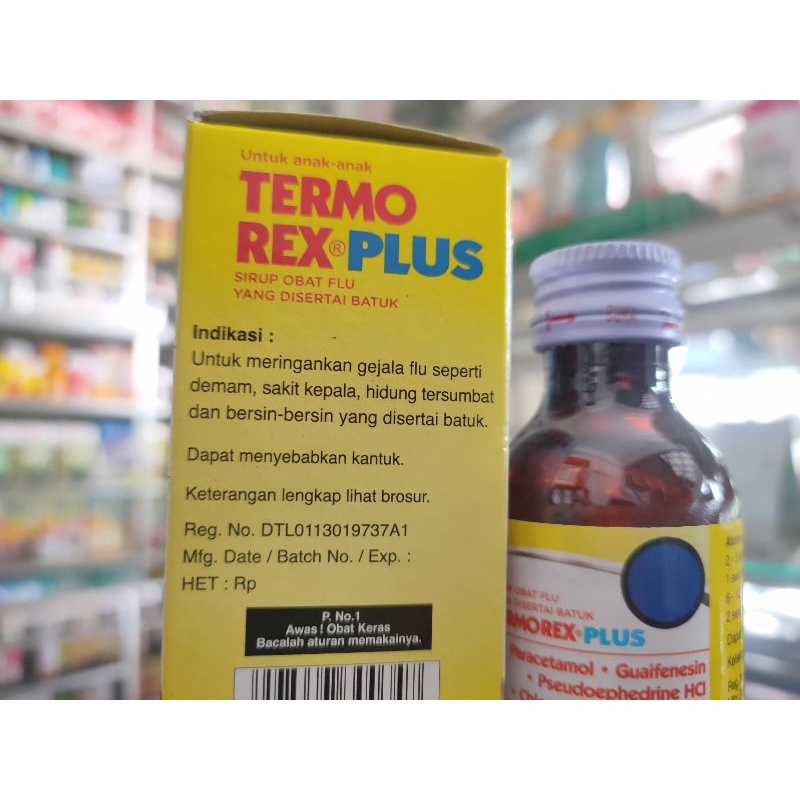 Untuk anak-anak
TERMO
REX® PLUS
SIRUP OBAT FLU
YANG DISERTAI BATUK
Indikasi :
Untuk meringankan gejala flu seperti
demam, sakit kepala, hidung tersumbat
dan bersin-bersin yang disertai batuk.
Dapat menyebabkan kantuk.
Keterangan lengkap lihat brosur.
Reg. No. DTL0113019737A1
Mfg. Date / Batch No. / Exp. :
HET : Rp
P. No.1
Awas! Obat Keras
Bacalah aturan memakainya.
OBAT FLU
DISERTAI BATUK
RMOREX® PLUS
Paracetamol • Guaifenesin
• Pseudoephedrine HCl